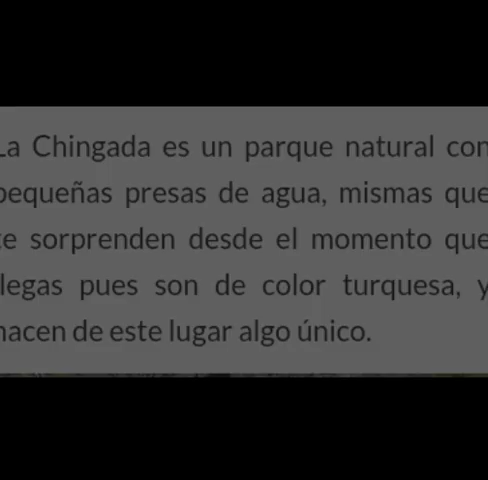 La Chingada es un parque natural con
pequeñas presas de agua, mismas que
te sorprenden desde el momento que
llegas pues son de color turquesa, y
hacen de este lugar algo único.